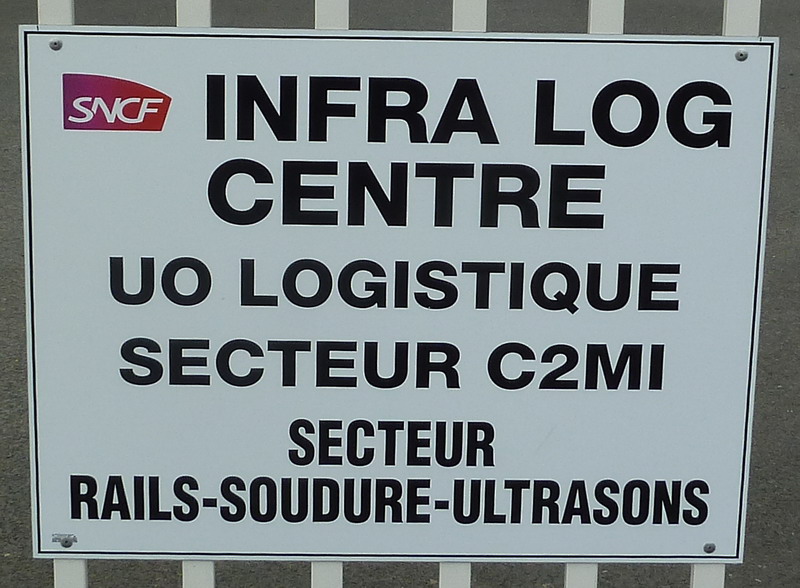 SNCF INFRA LOG
CENTRE
UO LOGISTIQUE
SECTEUR C2MI
SECTEUR
RAILS-SOUDURE-ULTRASONS